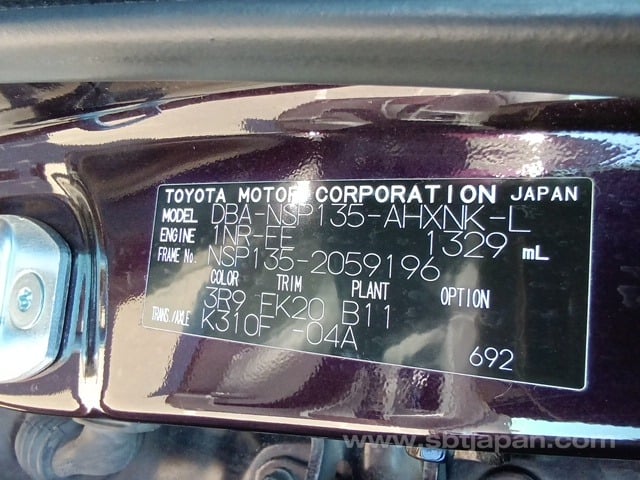 TOYOTA MOTOR CORPORATION JAPAN
MODEL DBA-NSP135-AHXNK-L
ENGINE 1NR-FE 1329 mL
FRAME No. NSP135-2059196
COLOR TRIM PLANT OPTION
3R9 FK20 B11
TRANS./AXLE K310F -04A
692
www.sbtjapan.com